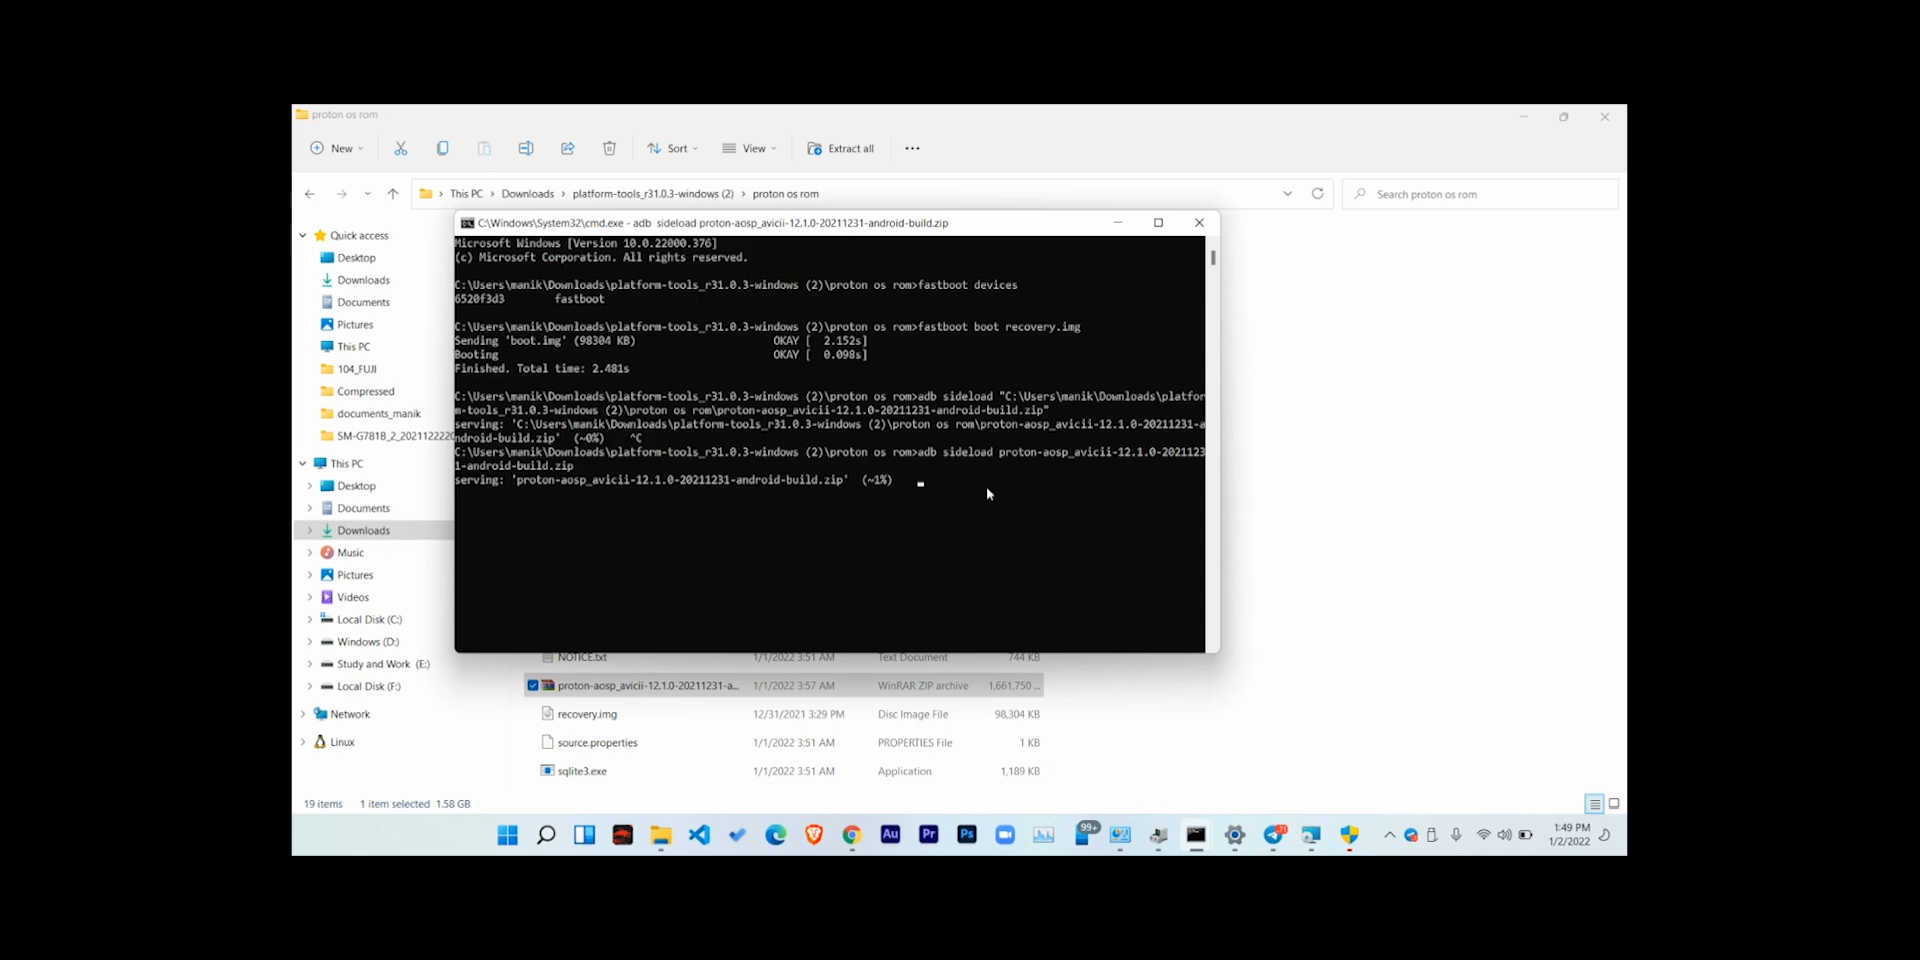 proton os rom
New
Sort
View
Extract all
This PC > Downloads > platform-tools_r31.0.3-windows (2) > proton os rom
Search proton os rom
C:\Windows\System32\cmd.exe - adb  sideload proton-aosp_avicii-12.1.0-20211231-android-build.zip
Microsoft Windows [Version 10.0.22000.376]
(c) Microsoft Corporation. All rights reserved.
C:\Users\manik\Downloads\platform-tools_r31.0.3-windows (2)\proton os rom>fastboot devices
6520f3d3        fastboot
C:\Users\manik\Downloads\platform-tools_r31.0.3-windows (2)\proton os rom>fastboot boot recovery.img
Sending 'boot.img' (98304 KB)                      OKAY [  2.152s]
Booting                                            OKAY [  0.098s]
Finished. Total time: 2.481s
C:\Users\manik\Downloads\platform-tools_r31.0.3-windows (2)\proton os rom>adb sideload "C:\Users\manik\Downloads\platfor
m-tools_r31.0.3-windows (2)\proton os rom\proton-aosp_avicii-12.1.0-20211231-android-build.zip"
serving: 'C:\Users\manik\Downloads\platform-tools_r31.0.3-windows (2)\proton os rom\proton-aosp_avicii-12.1.0-20211231-a
ndroid-build.zip'  (~0%)    ^C
C:\Users\manik\Downloads\platform-tools_r31.0.3-windows (2)\proton os rom>adb sideload proton-aosp_avicii-12.1.0-2021123
1-android-build.zip
serving: 'proton-aosp_avicii-12.1.0-20211231-android-build.zip'  (~1%)
Quick access
Desktop
Downloads
Documents
Pictures
This PC
104_FUJI
Compressed
documents_manik
SM-G781B_2_2021122220
This PC
Desktop
Documents
Downloads
Music
Pictures
Videos
Local Disk (C:)
Windows (D:)
Study and Work (E:)
Local Disk (F:)
Network
Linux
NOTICE.txt 1/1/2022 3:51 AM Text Document 744 KB
proton-aosp_avicii-12.1.0-20211231-a... 1/1/2022 3:57 AM WinRAR ZIP archive 1,661,750 ...
recovery.img 12/31/2021 3:29 PM Disc Image File 98,304 KB
source.properties 1/1/2022 3:51 AM PROPERTIES File 1 KB
sqlite3.exe 1/1/2022 3:51 AM Application 1,189 KB
19 items 1 item selected 1.58 GB
Au
Pr
Ps
99+
1:49 PM
1/2/2022